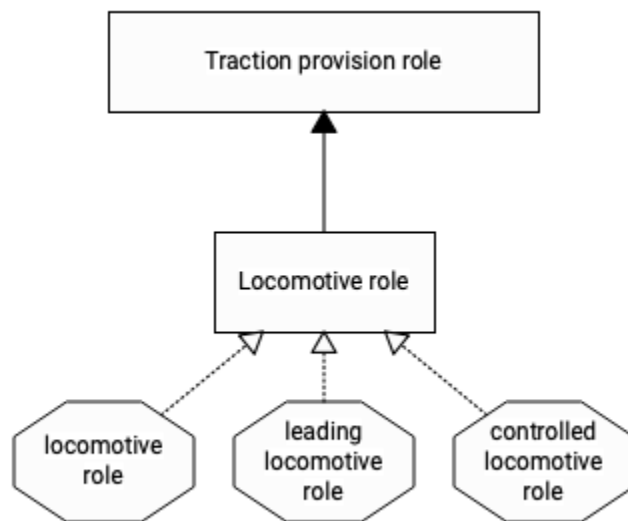 Traction provision role
Locomotive role
locomotive
role
leading
locomotive
role
controlled
locomotive
role